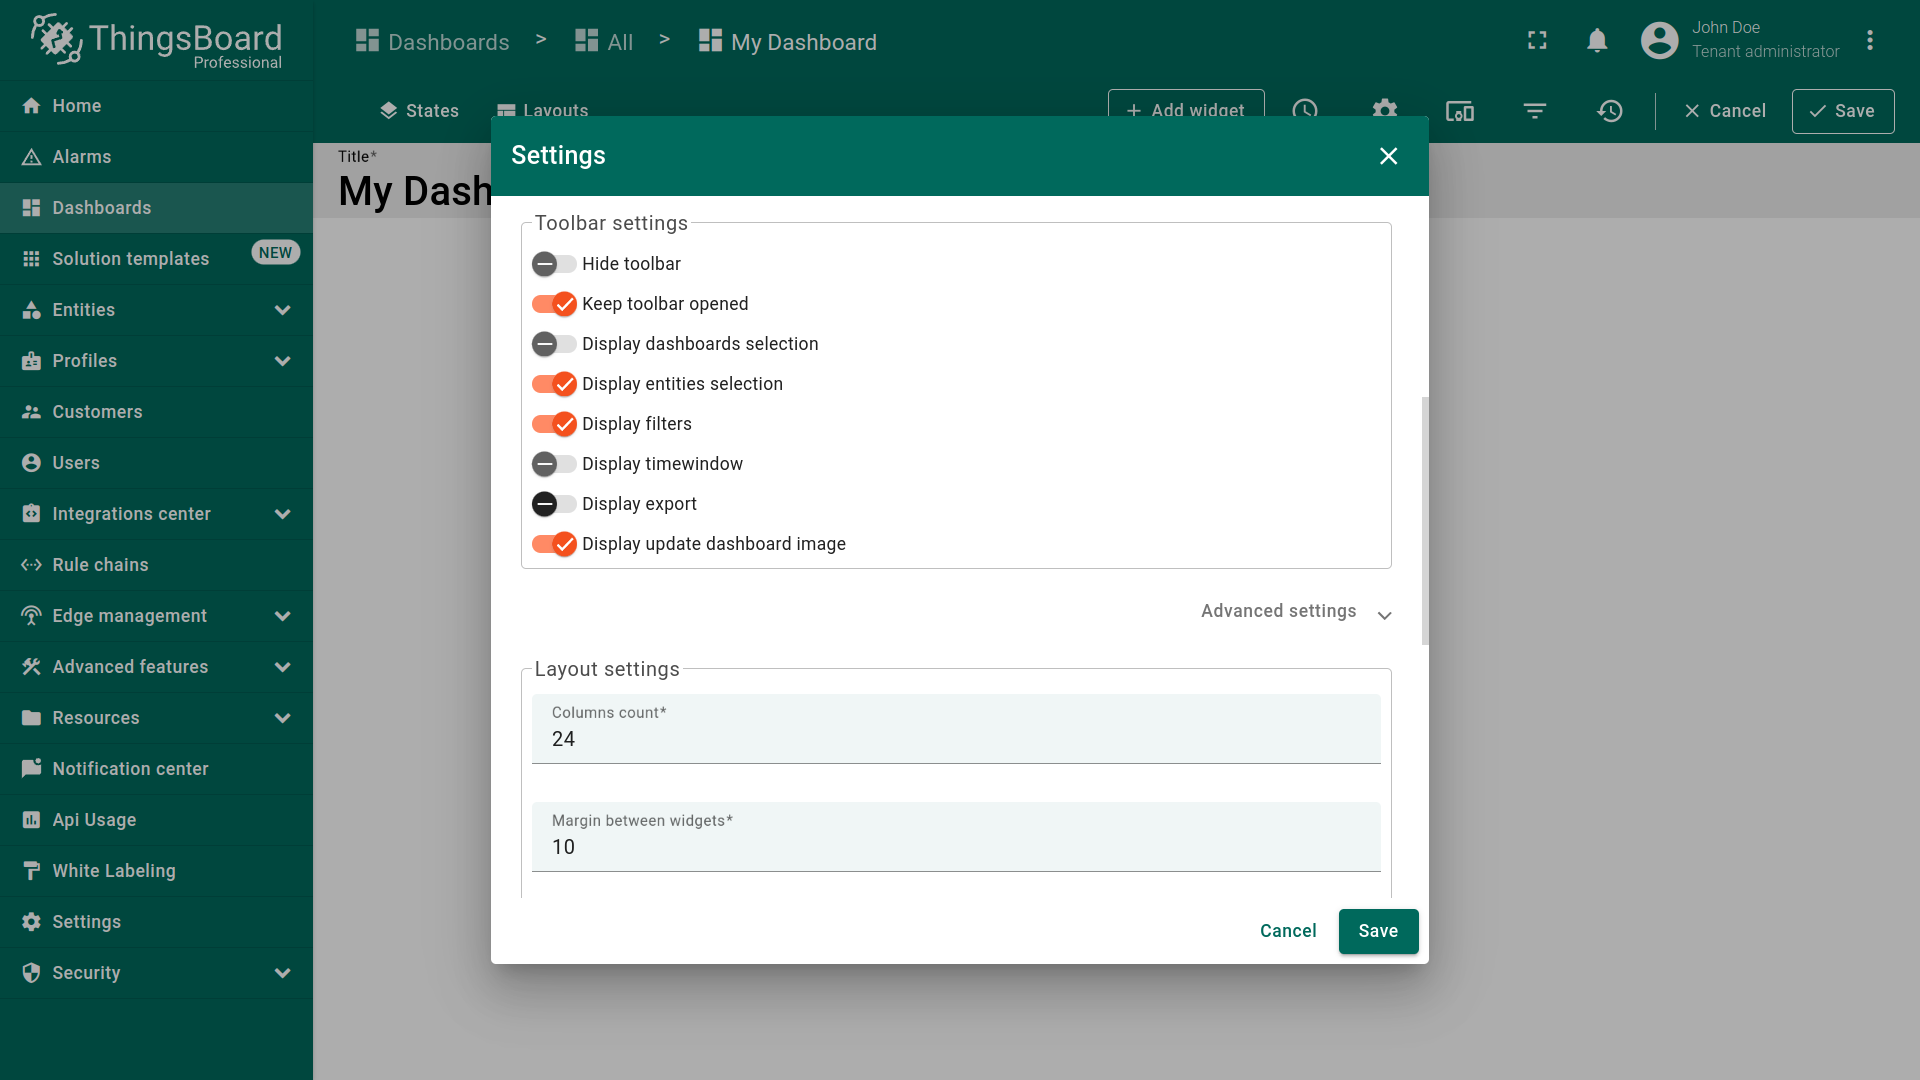 ThingsBoard
Professional
Dashboards > All > My Dashboard
John Doe
Tenant administrator
Home
Alarms
Dashboards
Solution templates NEW
Entities
Profiles
Customers
Users
Integrations center
Rule chains
Edge management
Advanced features
Resources
Notification center
Api Usage
White Labeling
Settings
Security
States Layouts + Add widget Cancel Save
Title*
My Dash
Settings
Toolbar settings
Hide toolbar
Keep toolbar opened
Display dashboards selection
Display entities selection
Display filters
Display timewindow
Display export
Display update dashboard image
Advanced settings
Layout settings
Columns count*
24
Margin between widgets*
10
Cancel Save